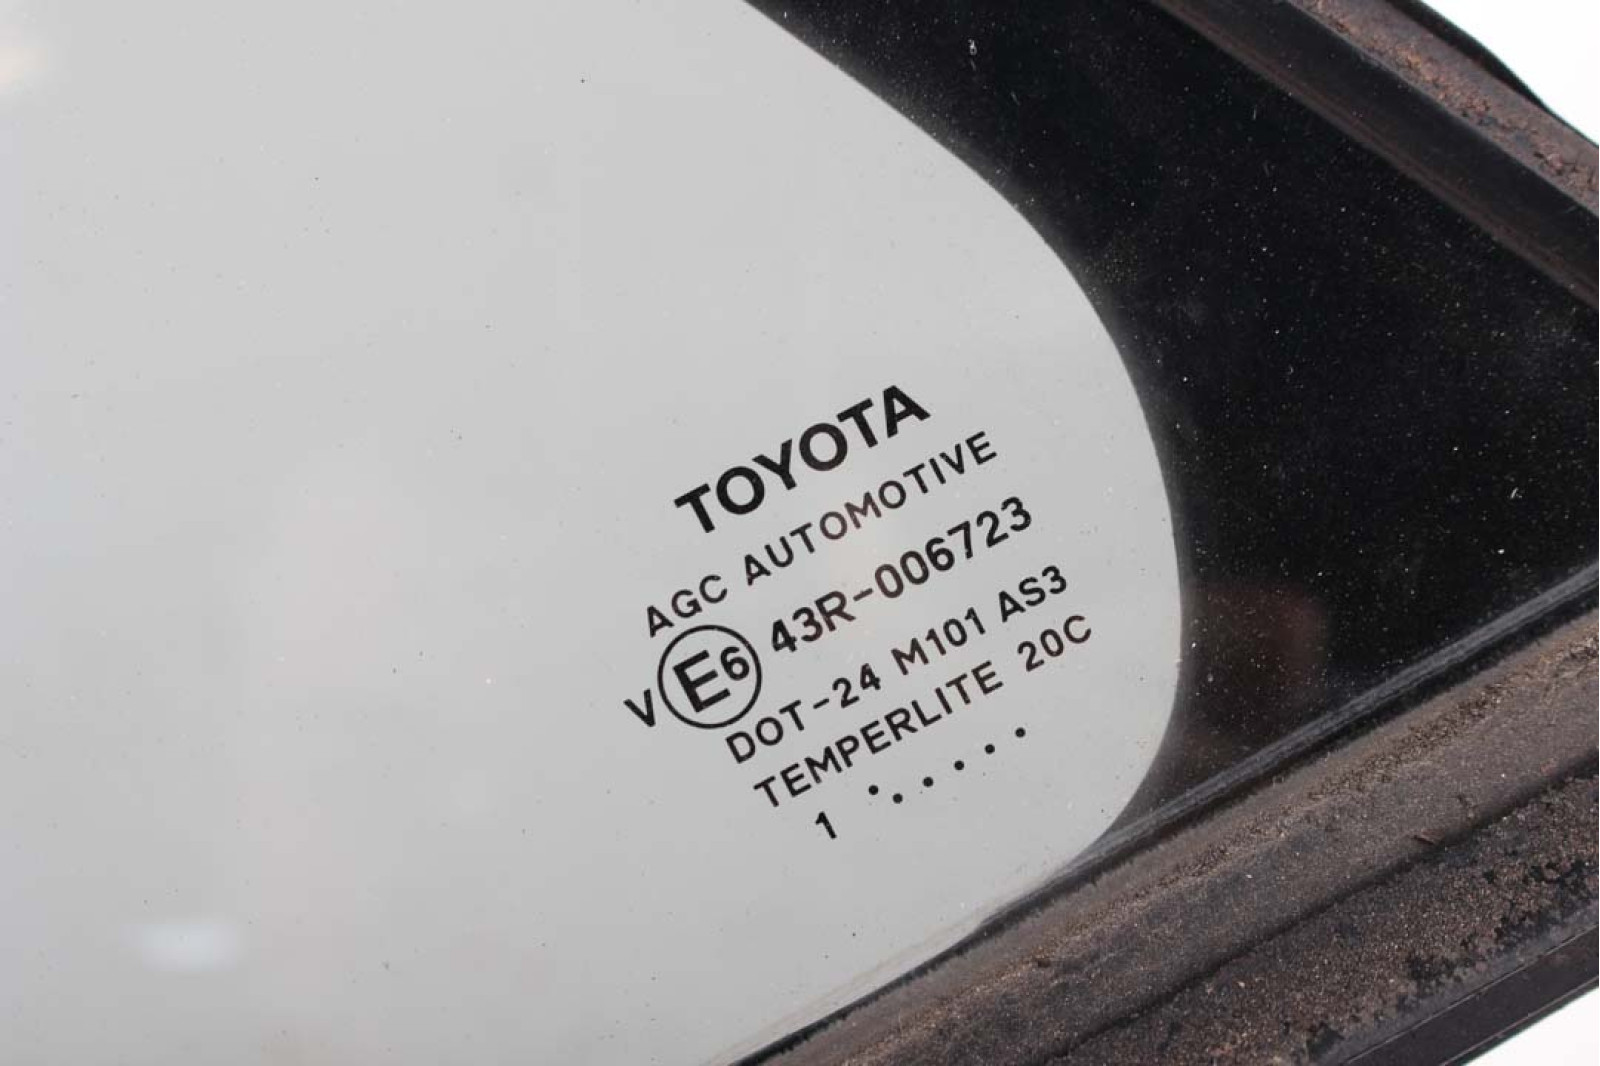 TOYOTA
AGC AUTOMOTIVE
V E6 43R-006723
DOT-24 M101 AS3
TEMPERLITE 20C
1 .......